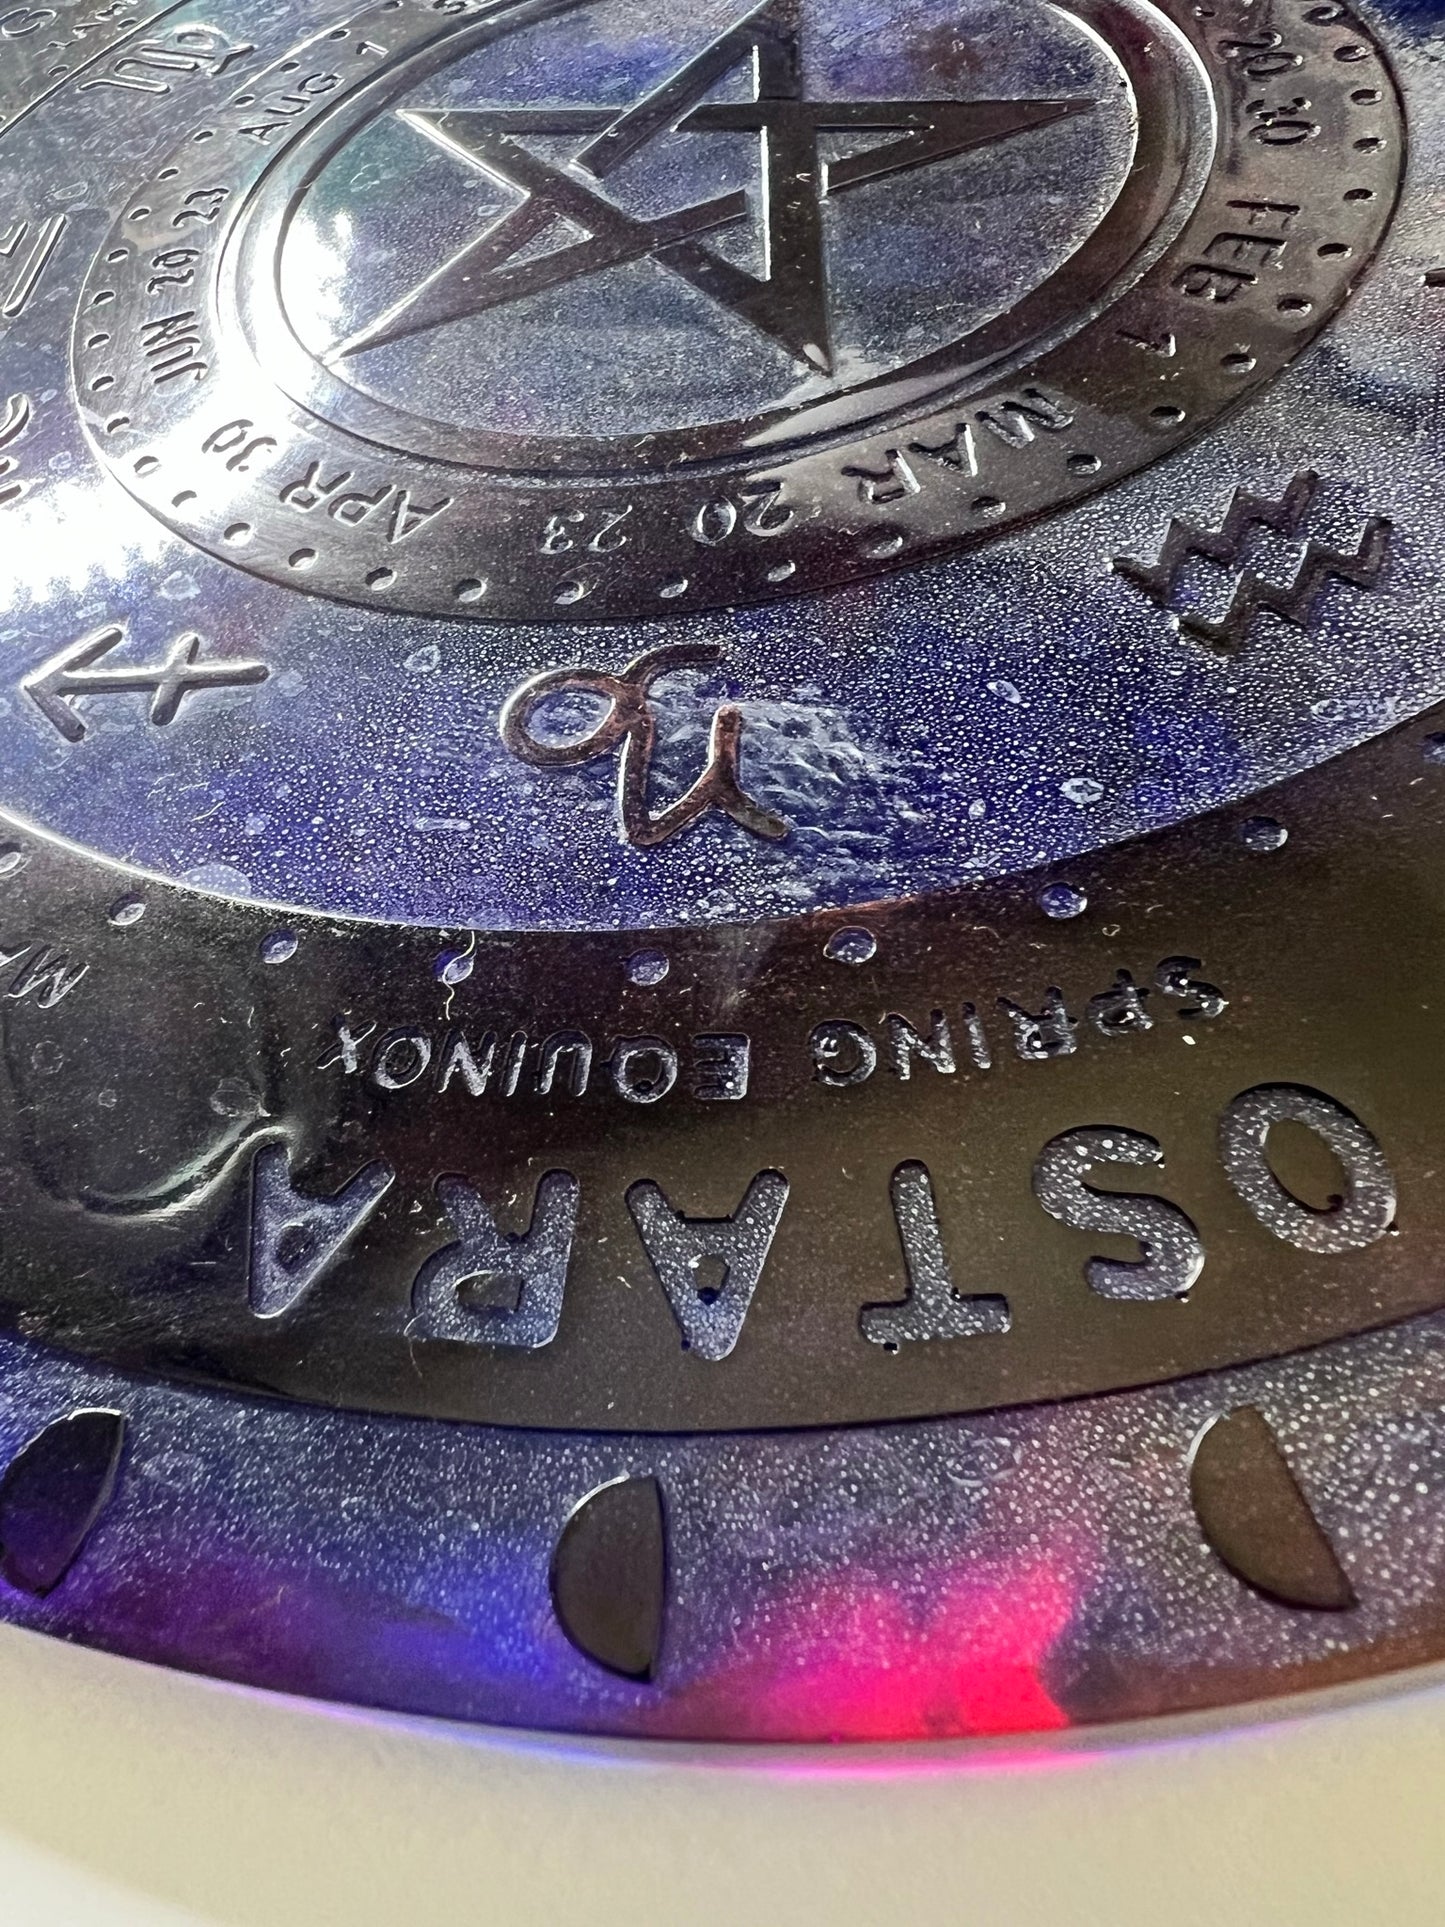 20 30
FEB 1
MAR 20 23
APR 30
JUN 20 23
AUG 1
SPRING EQUINOX
OSTARA